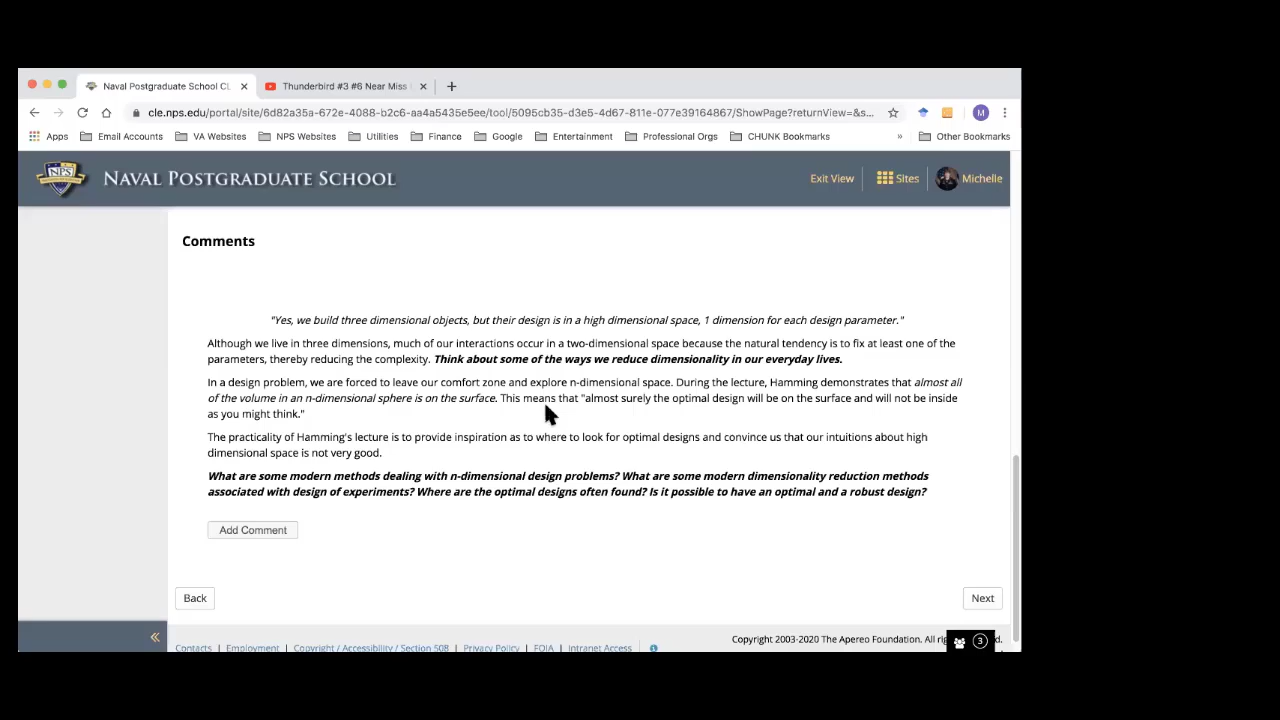 Naval Postgraduate School CL
Thunderbird #3 #6 Near Miss
cle.nps.edu/portal/site/6d82a35a-672e-4088-b2c6-aa4a5435e5ee/tool/5095cb35-d3e5-4d67-811e-077e39164867/ShowPage?returnView=&s...
M
Apps Email Accounts VA Websites NPS Websites Utilities Finance Google Entertainment Professional Orgs CHUNK Bookmarks » Other Bookmarks
NPS NAVAL POSTGRADUATE SCHOOL Exit View Sites Michelle
Comments
"Yes, we build three dimensional objects, but their design is in a high dimensional space, 1 dimension for each design parameter."
Although we live in three dimensions, much of our interactions occur in a two-dimensional space because the natural tendency is to fix at least one of the
parameters, thereby reducing the complexity. Think about some of the ways we reduce dimensionality in our everyday lives.
In a design problem, we are forced to leave our comfort zone and explore n-dimensional space. During the lecture, Hamming demonstrates that almost all
of the volume in an n-dimensional sphere is on the surface. This means that "almost surely the optimal design will be on the surface and will not be inside
as you might think."
The practicality of Hamming's lecture is to provide inspiration as to where to look for optimal designs and convince us that our intuitions about high
dimensional space is not very good.
What are some modern methods dealing with n-dimensional design problems? What are some modern dimensionality reduction methods
associated with design of experiments? Where are the optimal designs often found? Is it possible to have an optimal and a robust design?
Add Comment
Back Next
«
Copyright 2003-2020 The Apereo Foundation. All d.
3
Contacts | Employment | Copyright / Accessibility / Section 508 | Privacy Policy | FOIA | Intranet Access